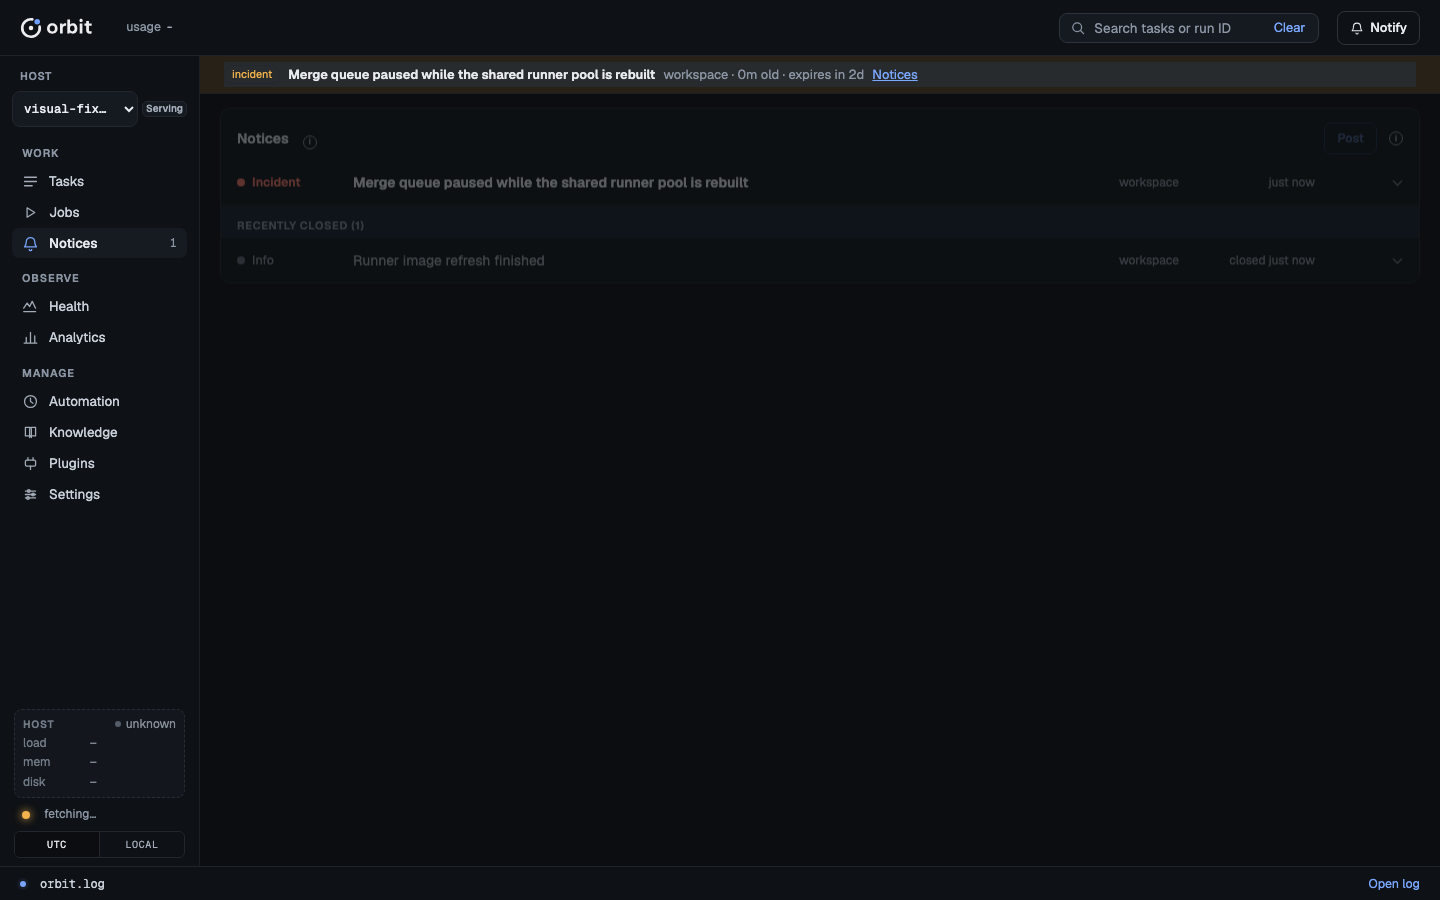 orbit
usage –
Search tasks or run ID
Clear
Notify
HOST
visual-fix…
Serving
incident Merge queue paused while the shared runner pool is rebuilt workspace · 0m old · expires in 2d Notices
WORK
Tasks
Jobs
Notices 1
OBSERVE
Health
Analytics
MANAGE
Automation
Knowledge
Plugins
Settings
Notices
Post
Incident Merge queue paused while the shared runner pool is rebuilt workspace just now
RECENTLY CLOSED (1)
Info Runner image refresh finished workspace closed just now
HOST unknown
load –
mem –
disk –
fetching…
UTC LOCAL
orbit.log
Open log